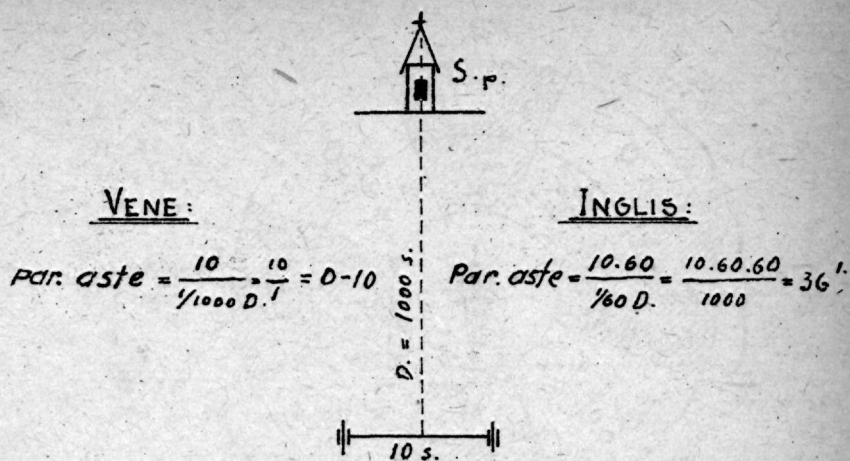 S.p.
VENE:
Par. aste = 10 / 1/1000 D. = 10/1 = 0-10
D. = 1000 s.
INGLIS:
Par. aste = 10.60 / 1/60 D. = 10.60.60 / 1000 = 36'.
10 s.